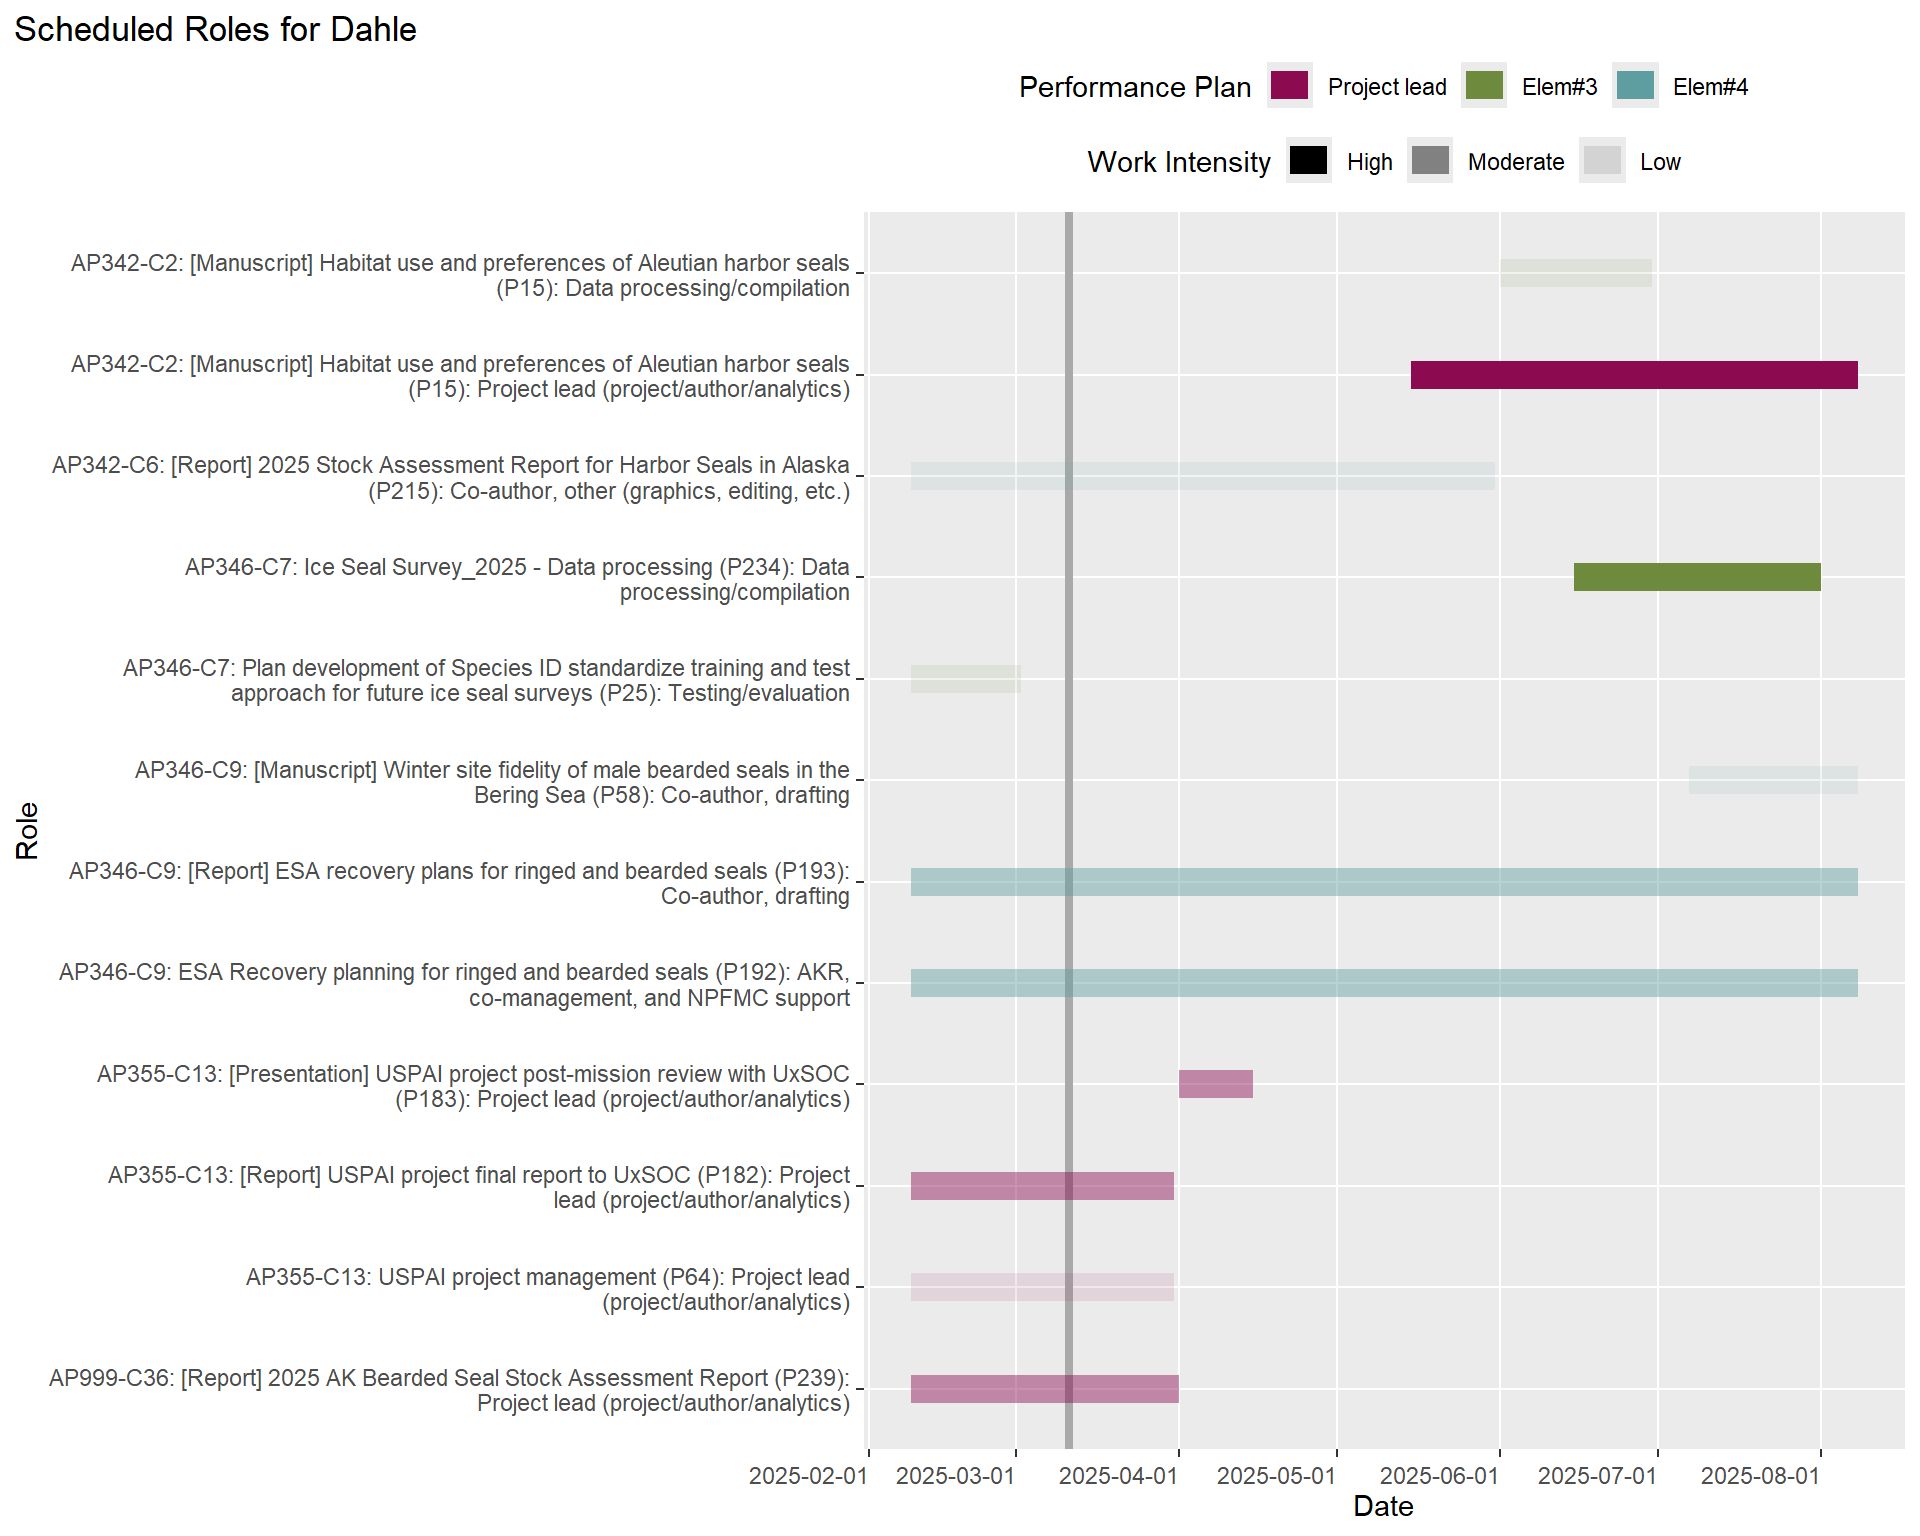 Scheduled Roles for Dahle
Performance Plan Project lead Elem#3 Elem#4
Work Intensity High Moderate Low
AP342-C2: [Manuscript] Habitat use and preferences of Aleutian harbor seals
(P15): Data processing/compilation
AP342-C2: [Manuscript] Habitat use and preferences of Aleutian harbor seals
(P15): Project lead (project/author/analytics)
AP342-C6: [Report] 2025 Stock Assessment Report for Harbor Seals in Alaska
(P215): Co-author, other (graphics, editing, etc.)
AP346-C7: Ice Seal Survey_2025 - Data processing (P234): Data
processing/compilation
AP346-C7: Plan development of Species ID standardize training and test
approach for future ice seal surveys (P25): Testing/evaluation
AP346-C9: [Manuscript] Winter site fidelity of male bearded seals in the
Bering Sea (P58): Co-author, drafting
AP346-C9: [Report] ESA recovery plans for ringed and bearded seals (P193):
Co-author, drafting
AP346-C9: ESA Recovery planning for ringed and bearded seals (P192): AKR,
co-management, and NPFMC support
AP355-C13: [Presentation] USPAI project post-mission review with UxSOC
(P183): Project lead (project/author/analytics)
AP355-C13: [Report] USPAI project final report to UxSOC (P182): Project
lead (project/author/analytics)
AP355-C13: USPAI project management (P64): Project lead
(project/author/analytics)
AP999-C36: [Report] 2025 AK Bearded Seal Stock Assessment Report (P239):
Project lead (project/author/analytics)
Role
2025-02-01 2025-03-01 2025-04-01 2025-05-01 2025-06-01 2025-07-01 2025-08-01
Date